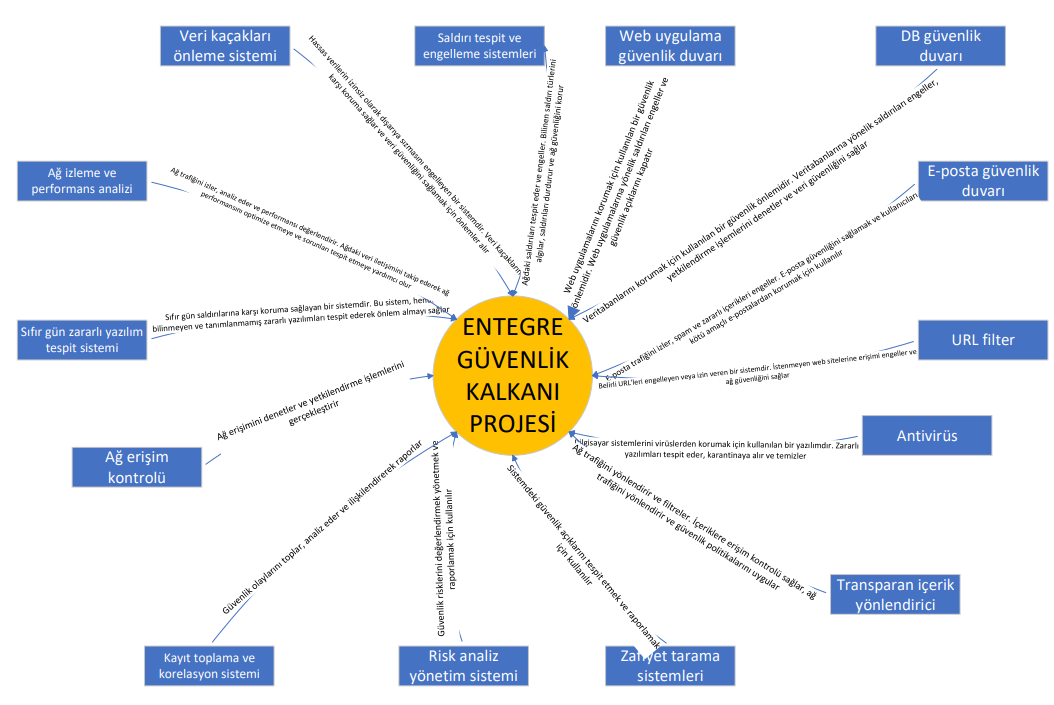 Veri kaçakları
önleme sistemi
Saldırı tespit ve
engelleme sistemleri
Web uygulama
güvenlik duvarı
DB güvenlik
duvarı
Hassas verilerin izinsiz olarak dışarıya sızmasını engelleyen bir sistemdir. Veri kaçaklarına
karşı koruma sağlar ve veri güvenliğini sağlamak için önlemler alır
Ağdaki saldırıları tespit eder ve engeller. Bilinen saldırı türlerini
algılar, saldırıları durdurur ve ağ güvenliğini korur
Web uygulamalarını korumak için kullanılan bir güvenlik
önlemidir. Web uygulamalarına yönelik saldırıları engeller ve
güvenlik açıklarını kapatır
Veritabanlarını korumak için kullanılan bir güvenlik önlemidir. Veritabanlarına yönelik saldırıları engeller,
yetkilendirme işlemlerini denetler ve veri güvenliğini sağlar
Ağ izleme ve
performans analizi
Ağ trafiğini izler, analiz eder ve performansı değerlendirir. Ağdaki veri iletişimini takip ederek ağ
performansını optimize etmeye ve sorunları tespit etmeye yardımcı olur
E-posta güvenlik
duvarı
E-posta trafiğini izler, spam ve zararlı içerikleri engeller. E-posta güvenliğini sağlamak ve kullanıcıları
kötü amaçlı e-postalardan korumak için kullanılır
Sıfır gün zararlı yazılım
tespit sistemi
Sıfır gün saldırılarına karşı koruma sağlayan bir sistemdir. Bu sistem,
bilinmeyen ve tanımlanmamış zararlı yazılımları tespit ederek önlem almayı sağlar
ENTEGRE
GÜVENLİK
KALKANI
PROJESİ
URL filter
Belirli URL'leri engelleyen veya izin veren bir sistemdir. İstenmeyen web sitelerine erişimi engeller ve
ağ güvenliğini sağlar
Ağ erişim
kontrolü
Ağ erişimini denetler ve yetkilendirme işlemlerini
gerçekleştirir
Antivirüs
Bilgisayar sistemlerini virüslerden korumak için kullanılan bir yazılımdır. Zararlı
yazılımları tespit eder, karantinaya alır ve temizler
Transparan içerik
yönlendirici
Ağ trafiğini yönlendirir ve filtreler. İçeriklere erişim kontrolü sağlar, ağ
trafiğini yönlendirir ve güvenlik politikalarını uygular
Kayıt toplama ve
korelasyon sistemi
Güvenlik olaylarını toplar, analiz eder ve ilişkilendirerek raporlar
Risk analiz
yönetim sistemi
Güvenlik risklerini değerlendirmek yönetmek ve
raporlamak için kullanılır
Zafiyet tarama
sistemleri
Sistemdeki güvenlik açıklarını tespit etmek ve raporlamak
için kullanılır